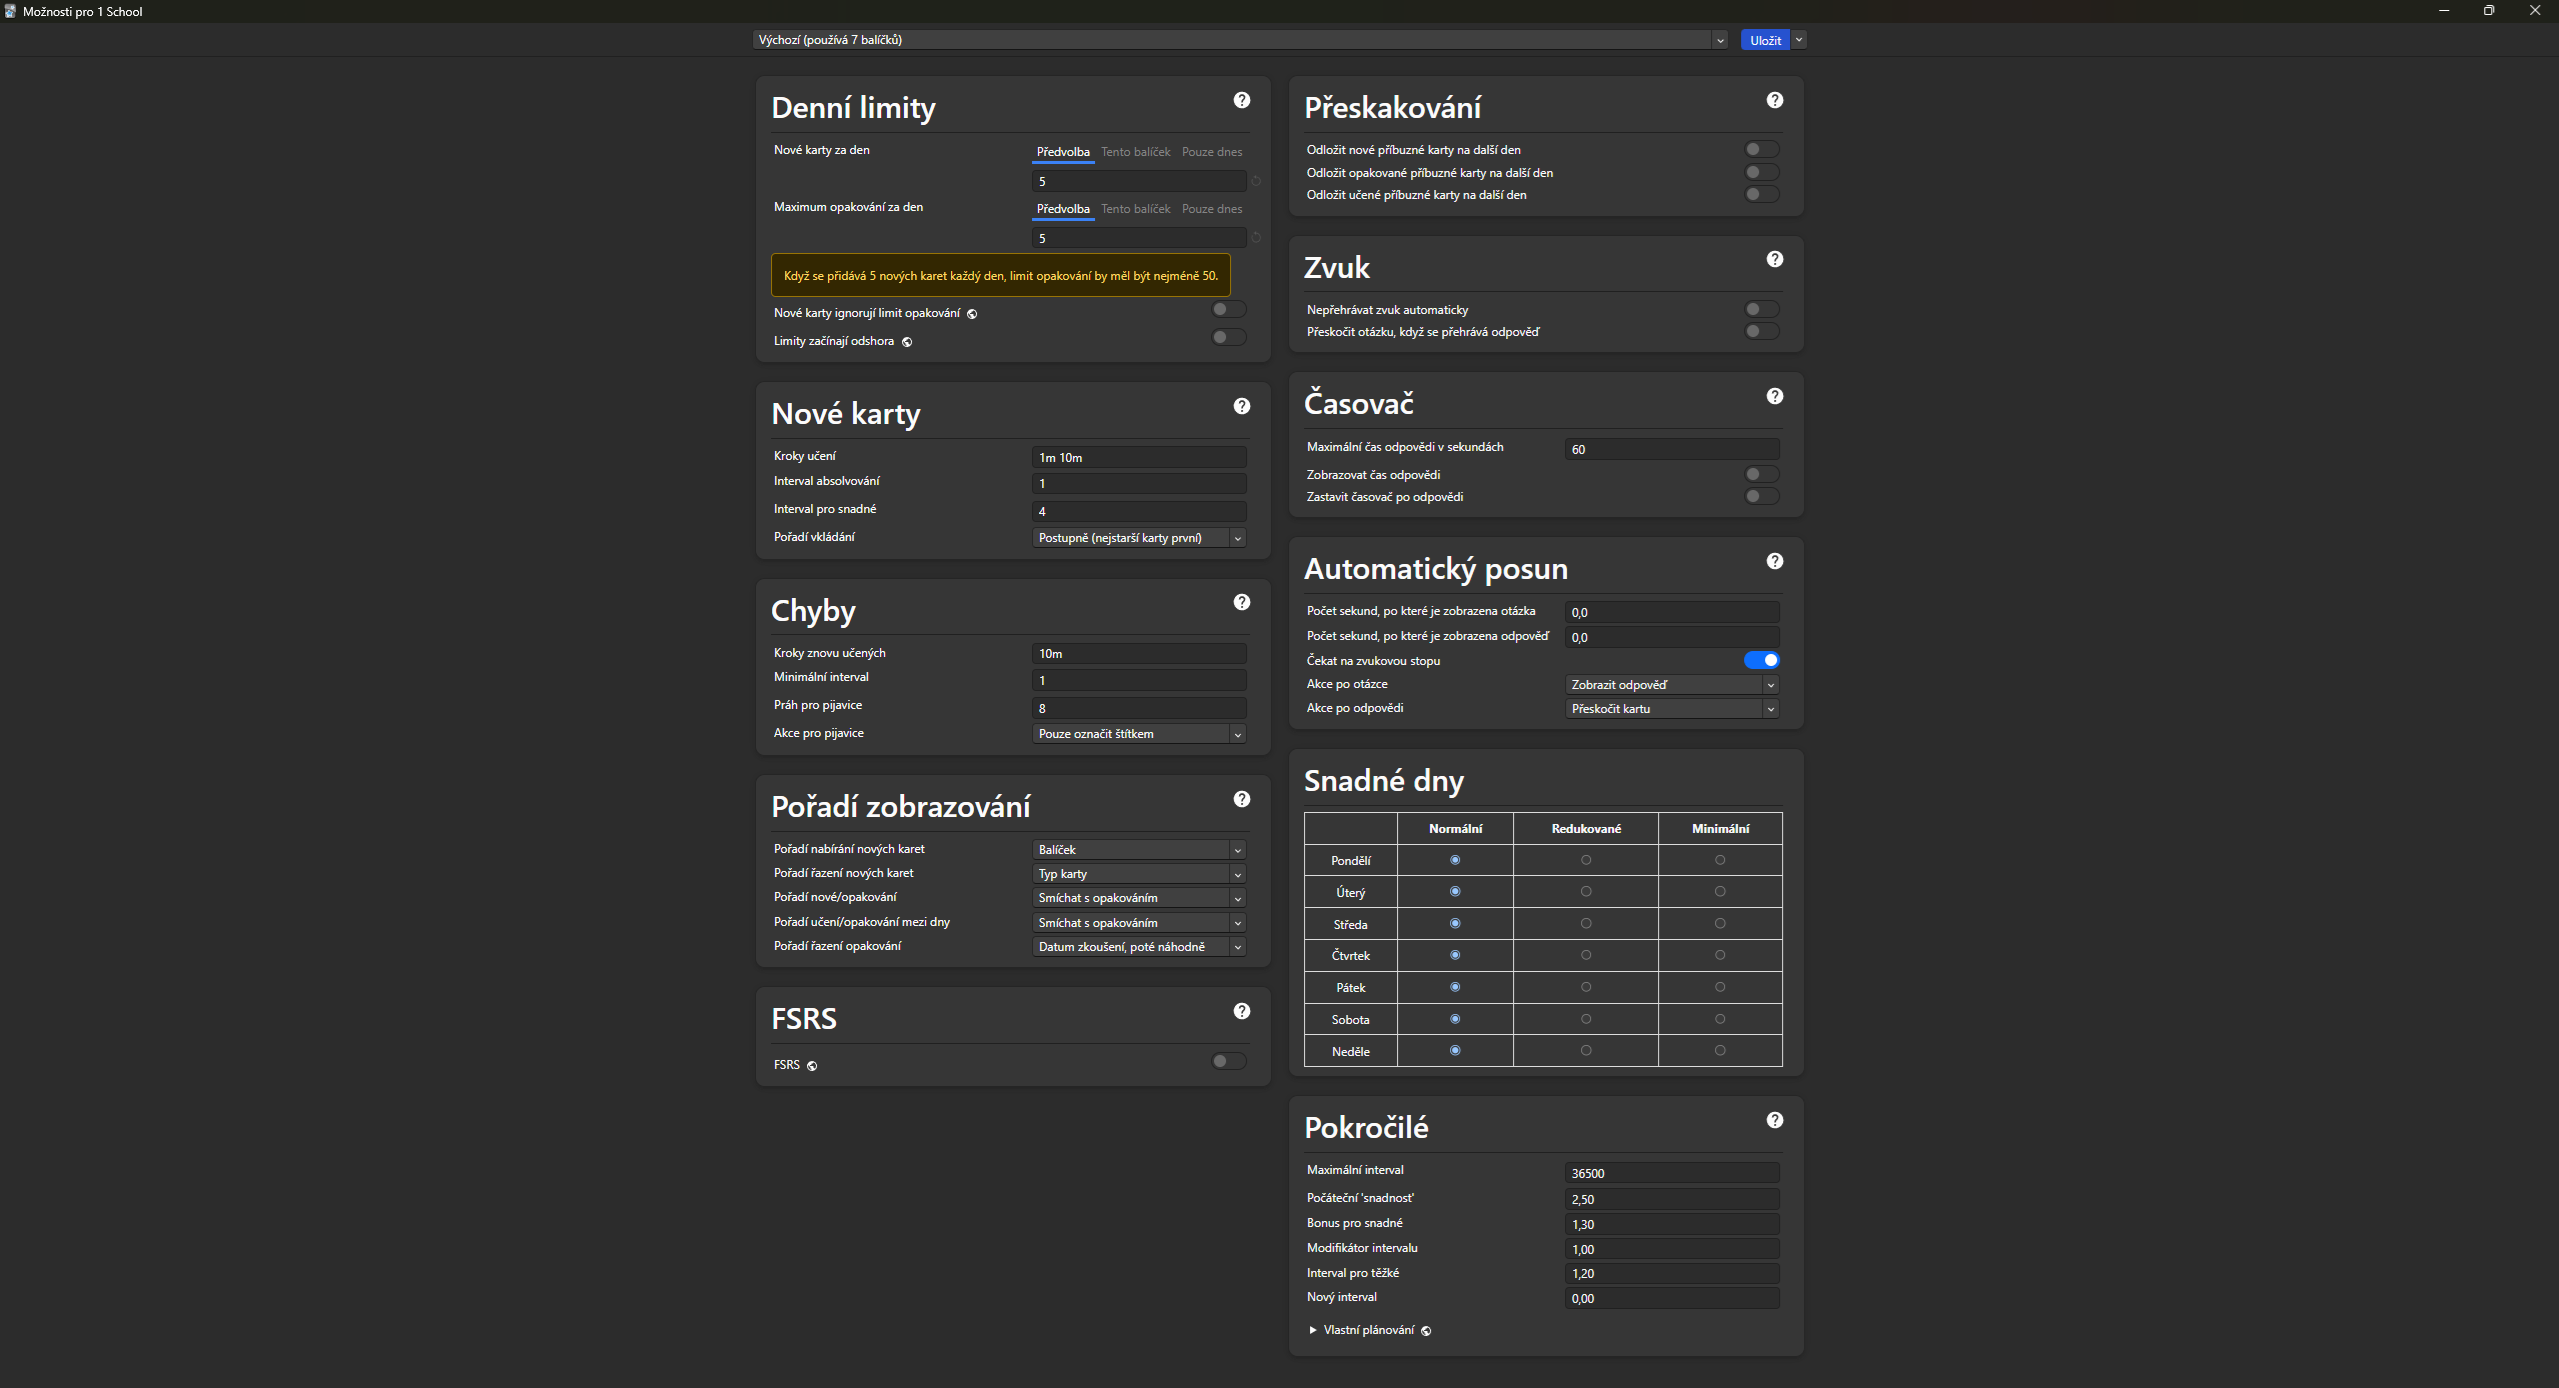 Možnosti pro 1 School
Výchozí (používá 7 balíčků)
Uložit
Denní limity
Nové karty za den
Předvolba Tento balíček Pouze dnes
5
Maximum opakování za den
Předvolba Tento balíček Pouze dnes
5
Když se přidává 5 nových karet každý den, limit opakování by měl být nejméně 50.
Nové karty ignorují limit opakování
Limity začínají odshora
Nové karty
Kroky učení 1m 10m
Interval absolvování 1
Interval pro snadné 4
Pořadí vkládání Postupně (nejstarší karty první)
Chyby
Kroky znovu učených 10m
Minimální interval 1
Práh pro pijavice 8
Akce pro pijavice Pouze označit štítkem
Pořadí zobrazování
Pořadí nabírání nových karet Balíček
Pořadí řazení nových karet Typ karty
Pořadí nové/opakování Smíchat s opakováním
Pořadí učení/opakování mezi dny Smíchat s opakováním
Pořadí řazení opakování Datum zkoušení, poté náhodně
FSRS
FSRS
Přeskakování
Odložit nové příbuzné karty na další den
Odložit opakované příbuzné karty na další den
Odložit učené příbuzné karty na další den
Zvuk
Nepřehrávat zvuk automaticky
Přeskočit otázku, když se přehrává odpověď
Časovač
Maximální čas odpovědi v sekundách 60
Zobrazovat čas odpovědi
Zastavit časovač po odpovědi
Automatický posun
Počet sekund, po které je zobrazena otázka 0,0
Počet sekund, po které je zobrazena odpověď 0,0
Čekat na zvukovou stopu
Akce po otázce Zobrazit odpověď
Akce po odpovědi Přeskočit kartu
Snadné dny
Normální Redukované Minimální
Pondělí
Úterý
Středa
Čtvrtek
Pátek
Sobota
Neděle
Pokročilé
Maximální interval 36500
Počáteční 'snadnost' 2,50
Bonus pro snadné 1,30
Modifikátor intervalu 1,00
Interval pro těžké 1,20
Nový interval 0,00
Vlastní plánování